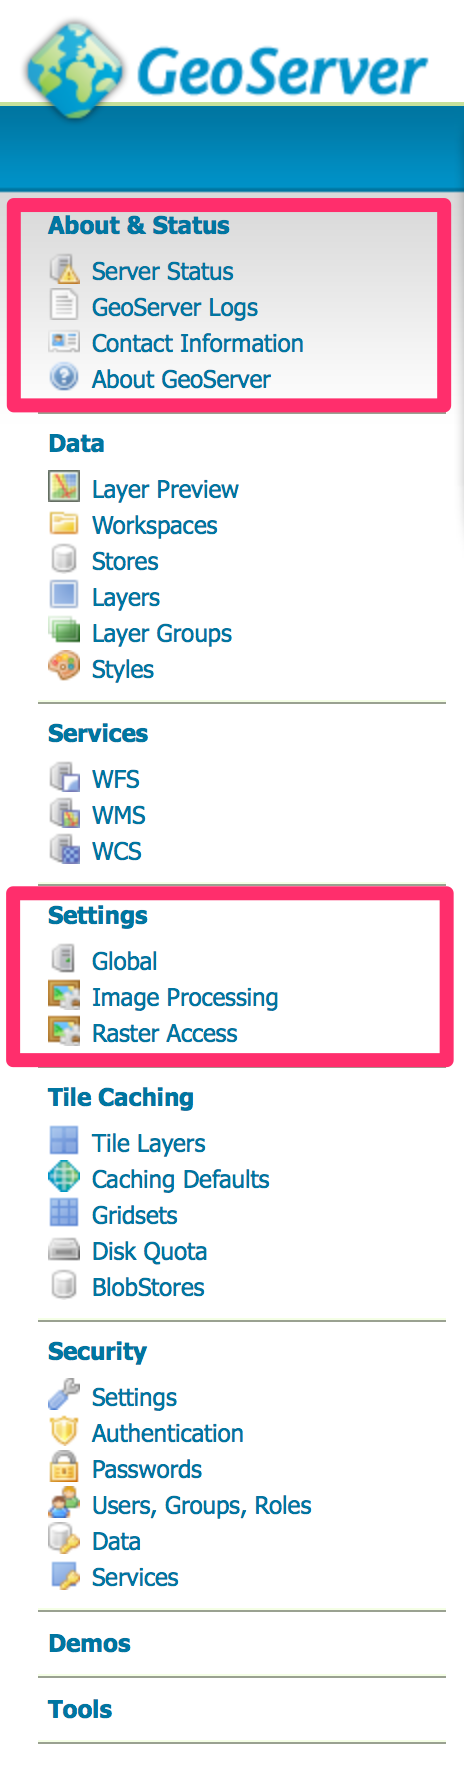 GeoServer
About & Status
Server Status
GeoServer Logs
Contact Information
About GeoServer
Data
Layer Preview
Workspaces
Stores
Layers
Layer Groups
Styles
Services
WFS
WMS
WCS
Settings
Global
Image Processing
Raster Access
Tile Caching
Tile Layers
Caching Defaults
Gridsets
Disk Quota
BlobStores
Security
Settings
Authentication
Passwords
Users, Groups, Roles
Data
Services
Demos
Tools